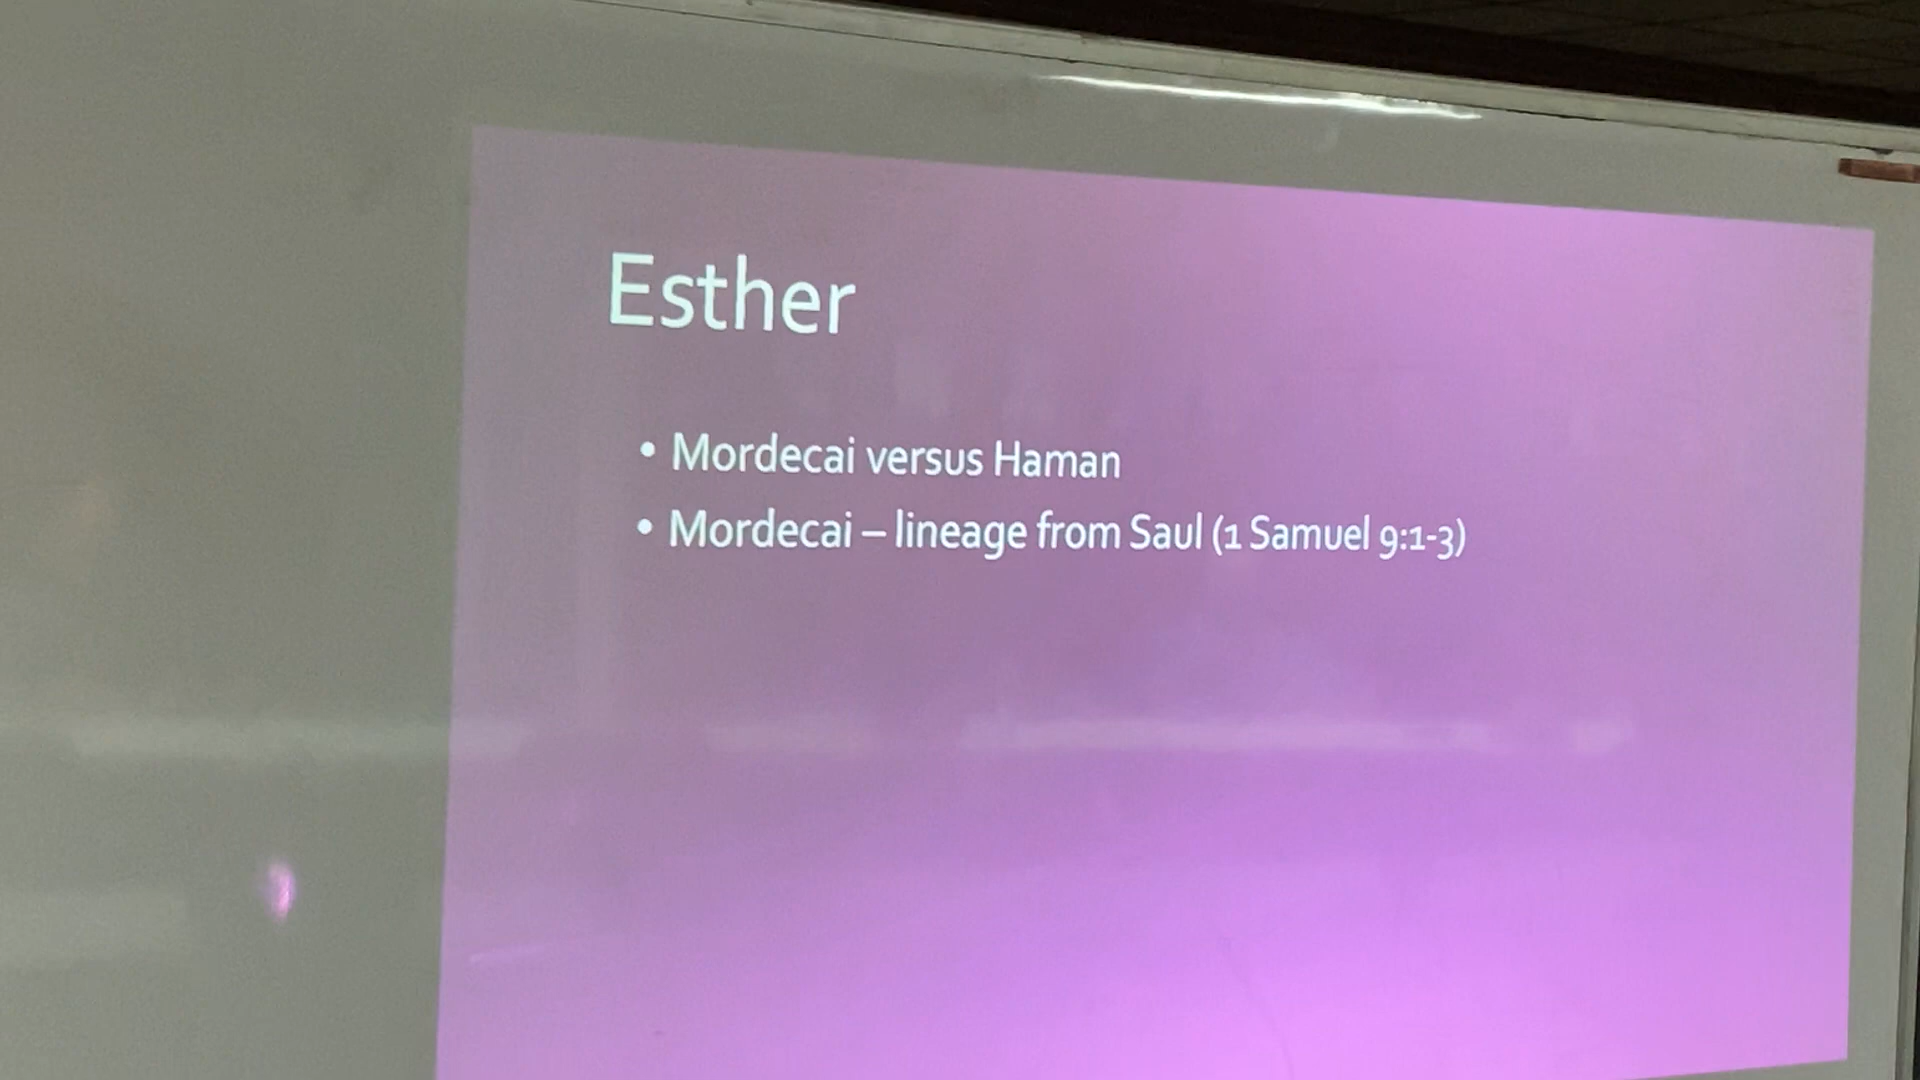 Esther
• Mordecai versus Haman
• Mordecai – lineage from Saul (1 Samuel 9:1-3)